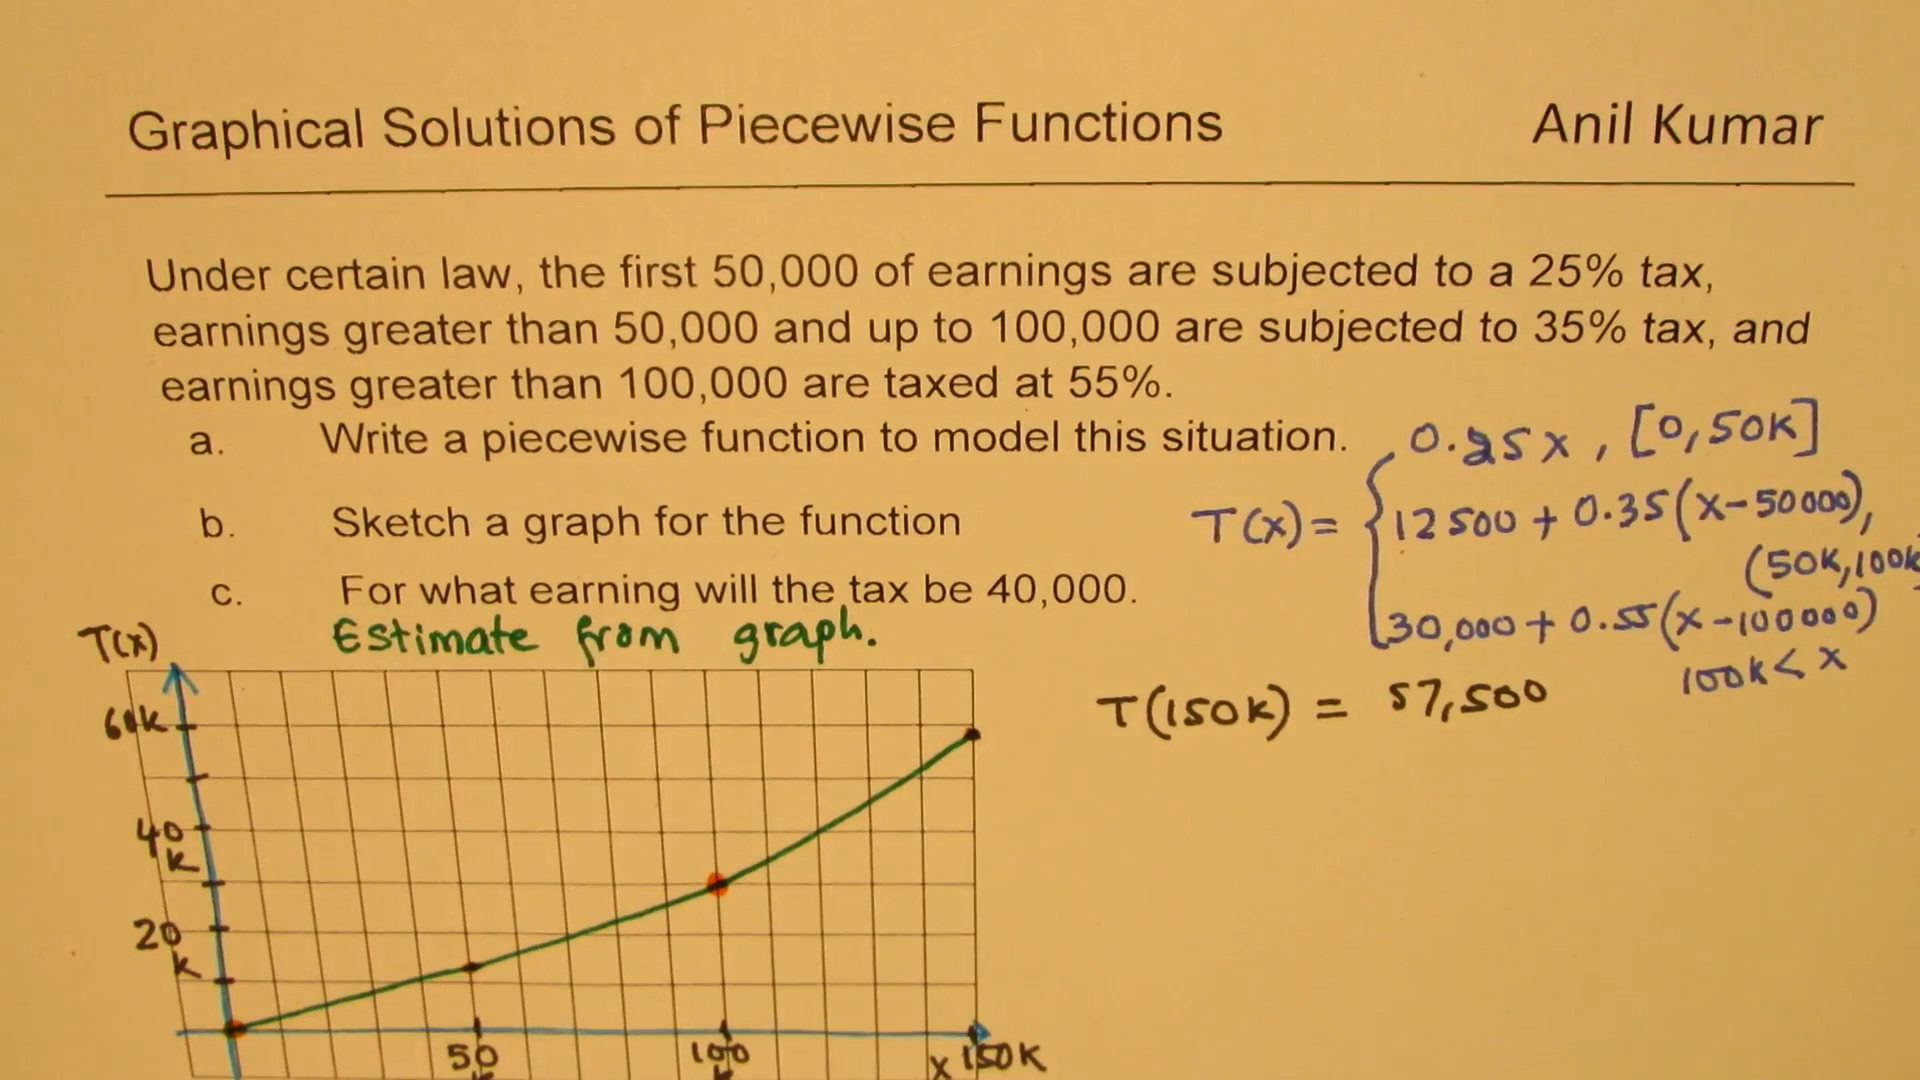 Graphical Solutions of Piecewise Functions Anil Kumar
Under certain law, the first 50,000 of earnings are subjected to a 25% tax,
earnings greater than 50,000 and up to 100,000 are subjected to 35% tax, and
earnings greater than 100,000 are taxed at 55%.
a. Write a piecewise function to model this situation.
b. Sketch a graph for the function
c. For what earning will the tax be 40,000.
Estimate from graph.
T(x) = { 0.25x, [0,50K]
12500 + 0.35(x-50000),
(50K,100K
30,000 + 0.55(x-100000)
100K < x
T(150K) = 57,500
T(x)
60K
40
K
20
K
50
K
100
K
x 150K